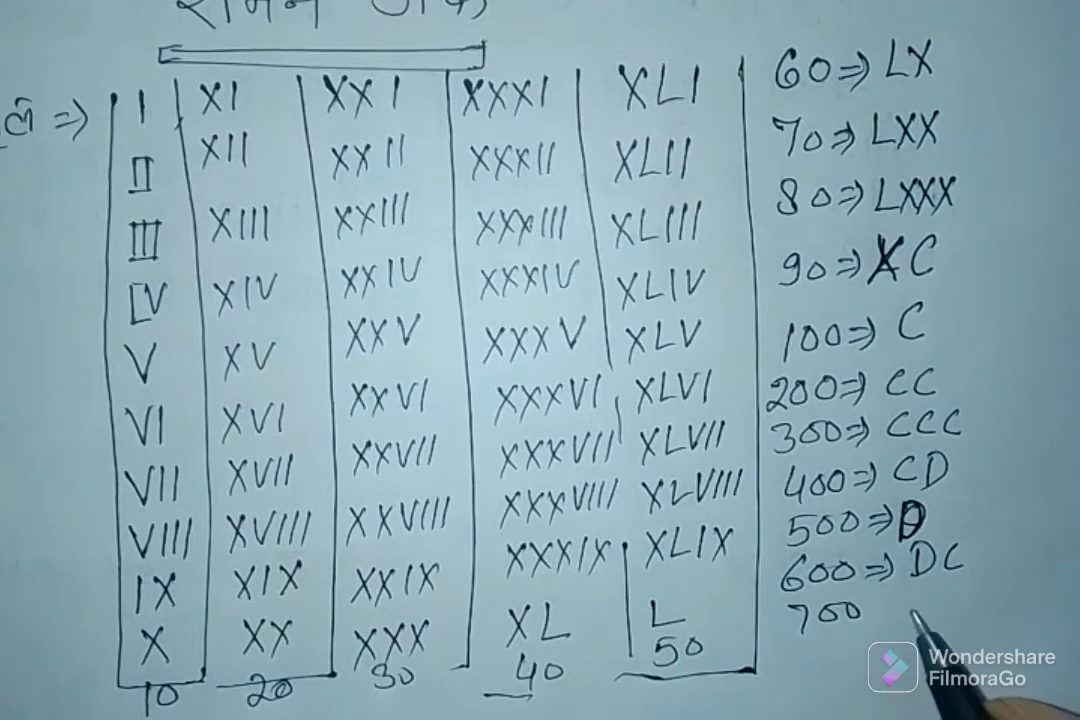 रोमन
I XI XXI XXXI XLI 60⇒ LX
II XII XXII XXXII XLII 70⇒ LXX
III XIII XXIII XXXIII XLIII 80⇒ LXXX
IV XIV XXIV XXXIV XLIV 90⇒ XC
V XV XXV XXXV XLV 100⇒ C
VI XVI XXVI XXXVI XLVI 200⇒ CC
VII XVII XXVII XXXVII XLVII 300⇒ CCC
VIII XVIII XXVIII XXXVIII XLVIII 400⇒ CD
IX XIX XXIX XXXIX XLIX 500⇒ D
X XX XXX XL L 600⇒ DC
10 20 30 40 50 700
Wondershare
FilmoraGo